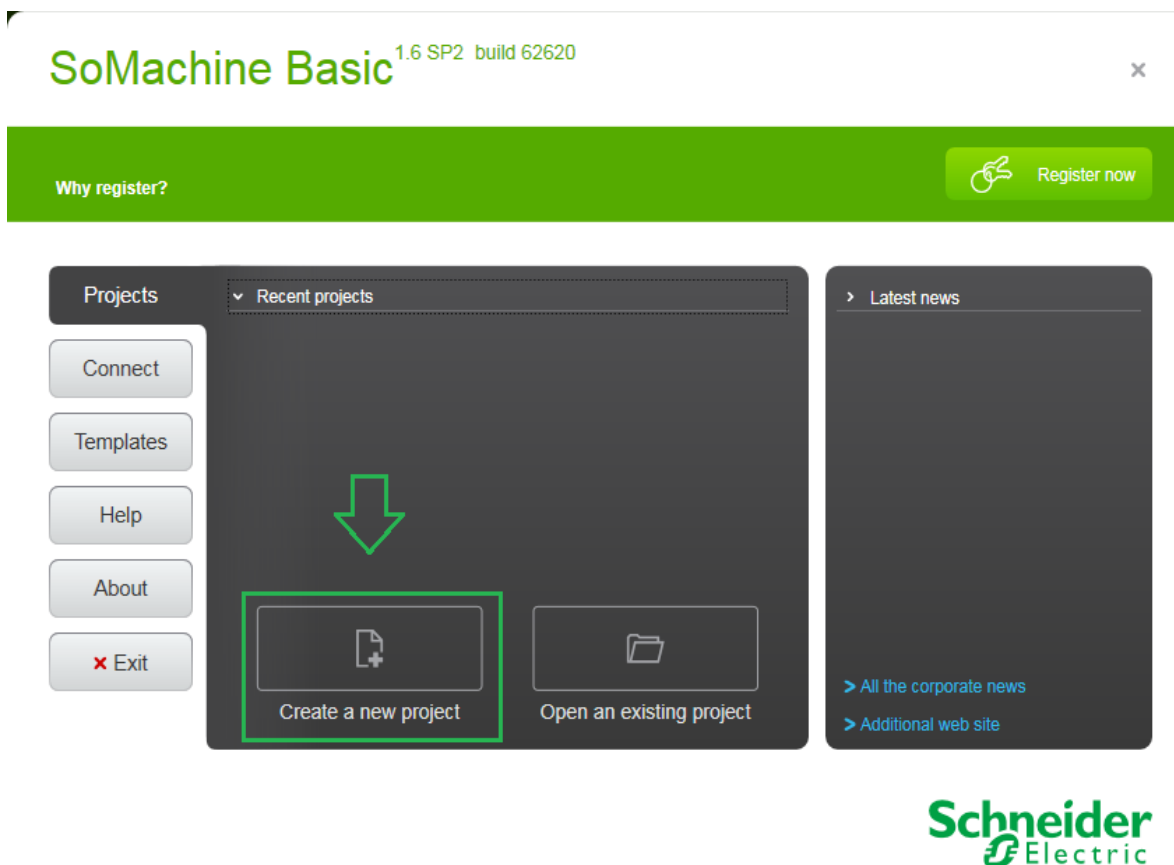 SoMachine Basic 1.6 SP2 build 62620
Why register?
Register now
Projects
Connect
Templates
Help
About
Exit
Recent projects
Create a new project
Open an existing project
Latest news
All the corporate news
Additional web site
Schneider
Electric